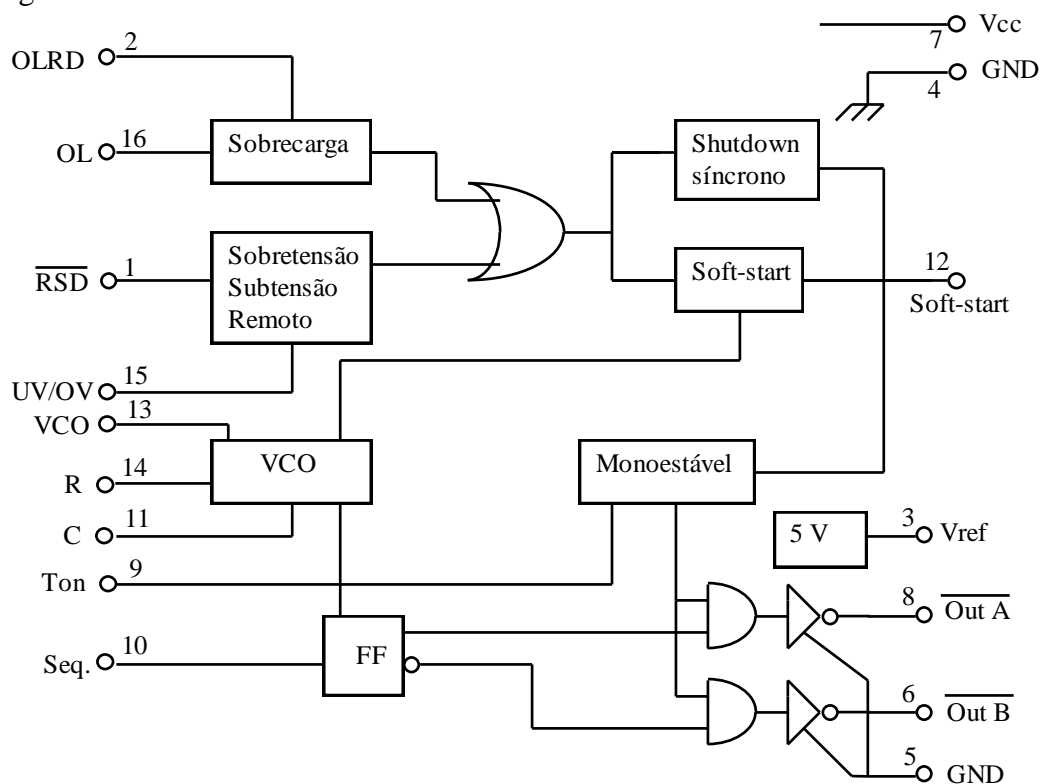 2
OLRD
7
Vcc
4
GND
16
OL
Sobrecarga
Shutdown
síncrono
1
RSD
Sobretensão
Subtensão
Remoto
Soft-start
12
Soft-start
15
UV/OV
13
VCO
VCO
14
R
11
C
Monoestável
5 V
3
Vref
9
Ton
8
Out A
10
Seq.
FF
6
Out B
5
GND